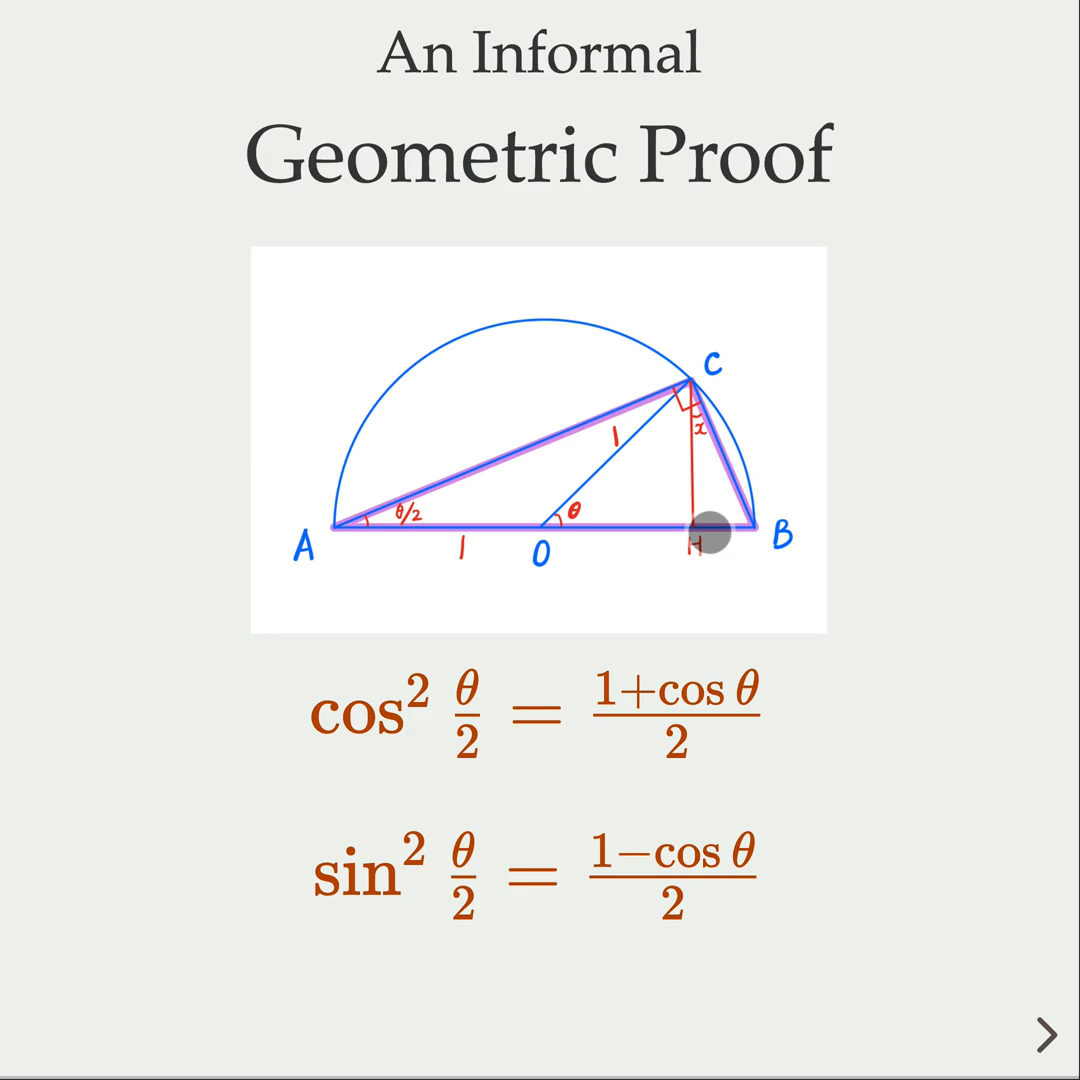 An Informal
Geometric Proof
C
x
1
θ/2
θ
A
1
O
H
B
cos² θ/2 = (1+cos θ)/2
sin² θ/2 = (1−cos θ)/2